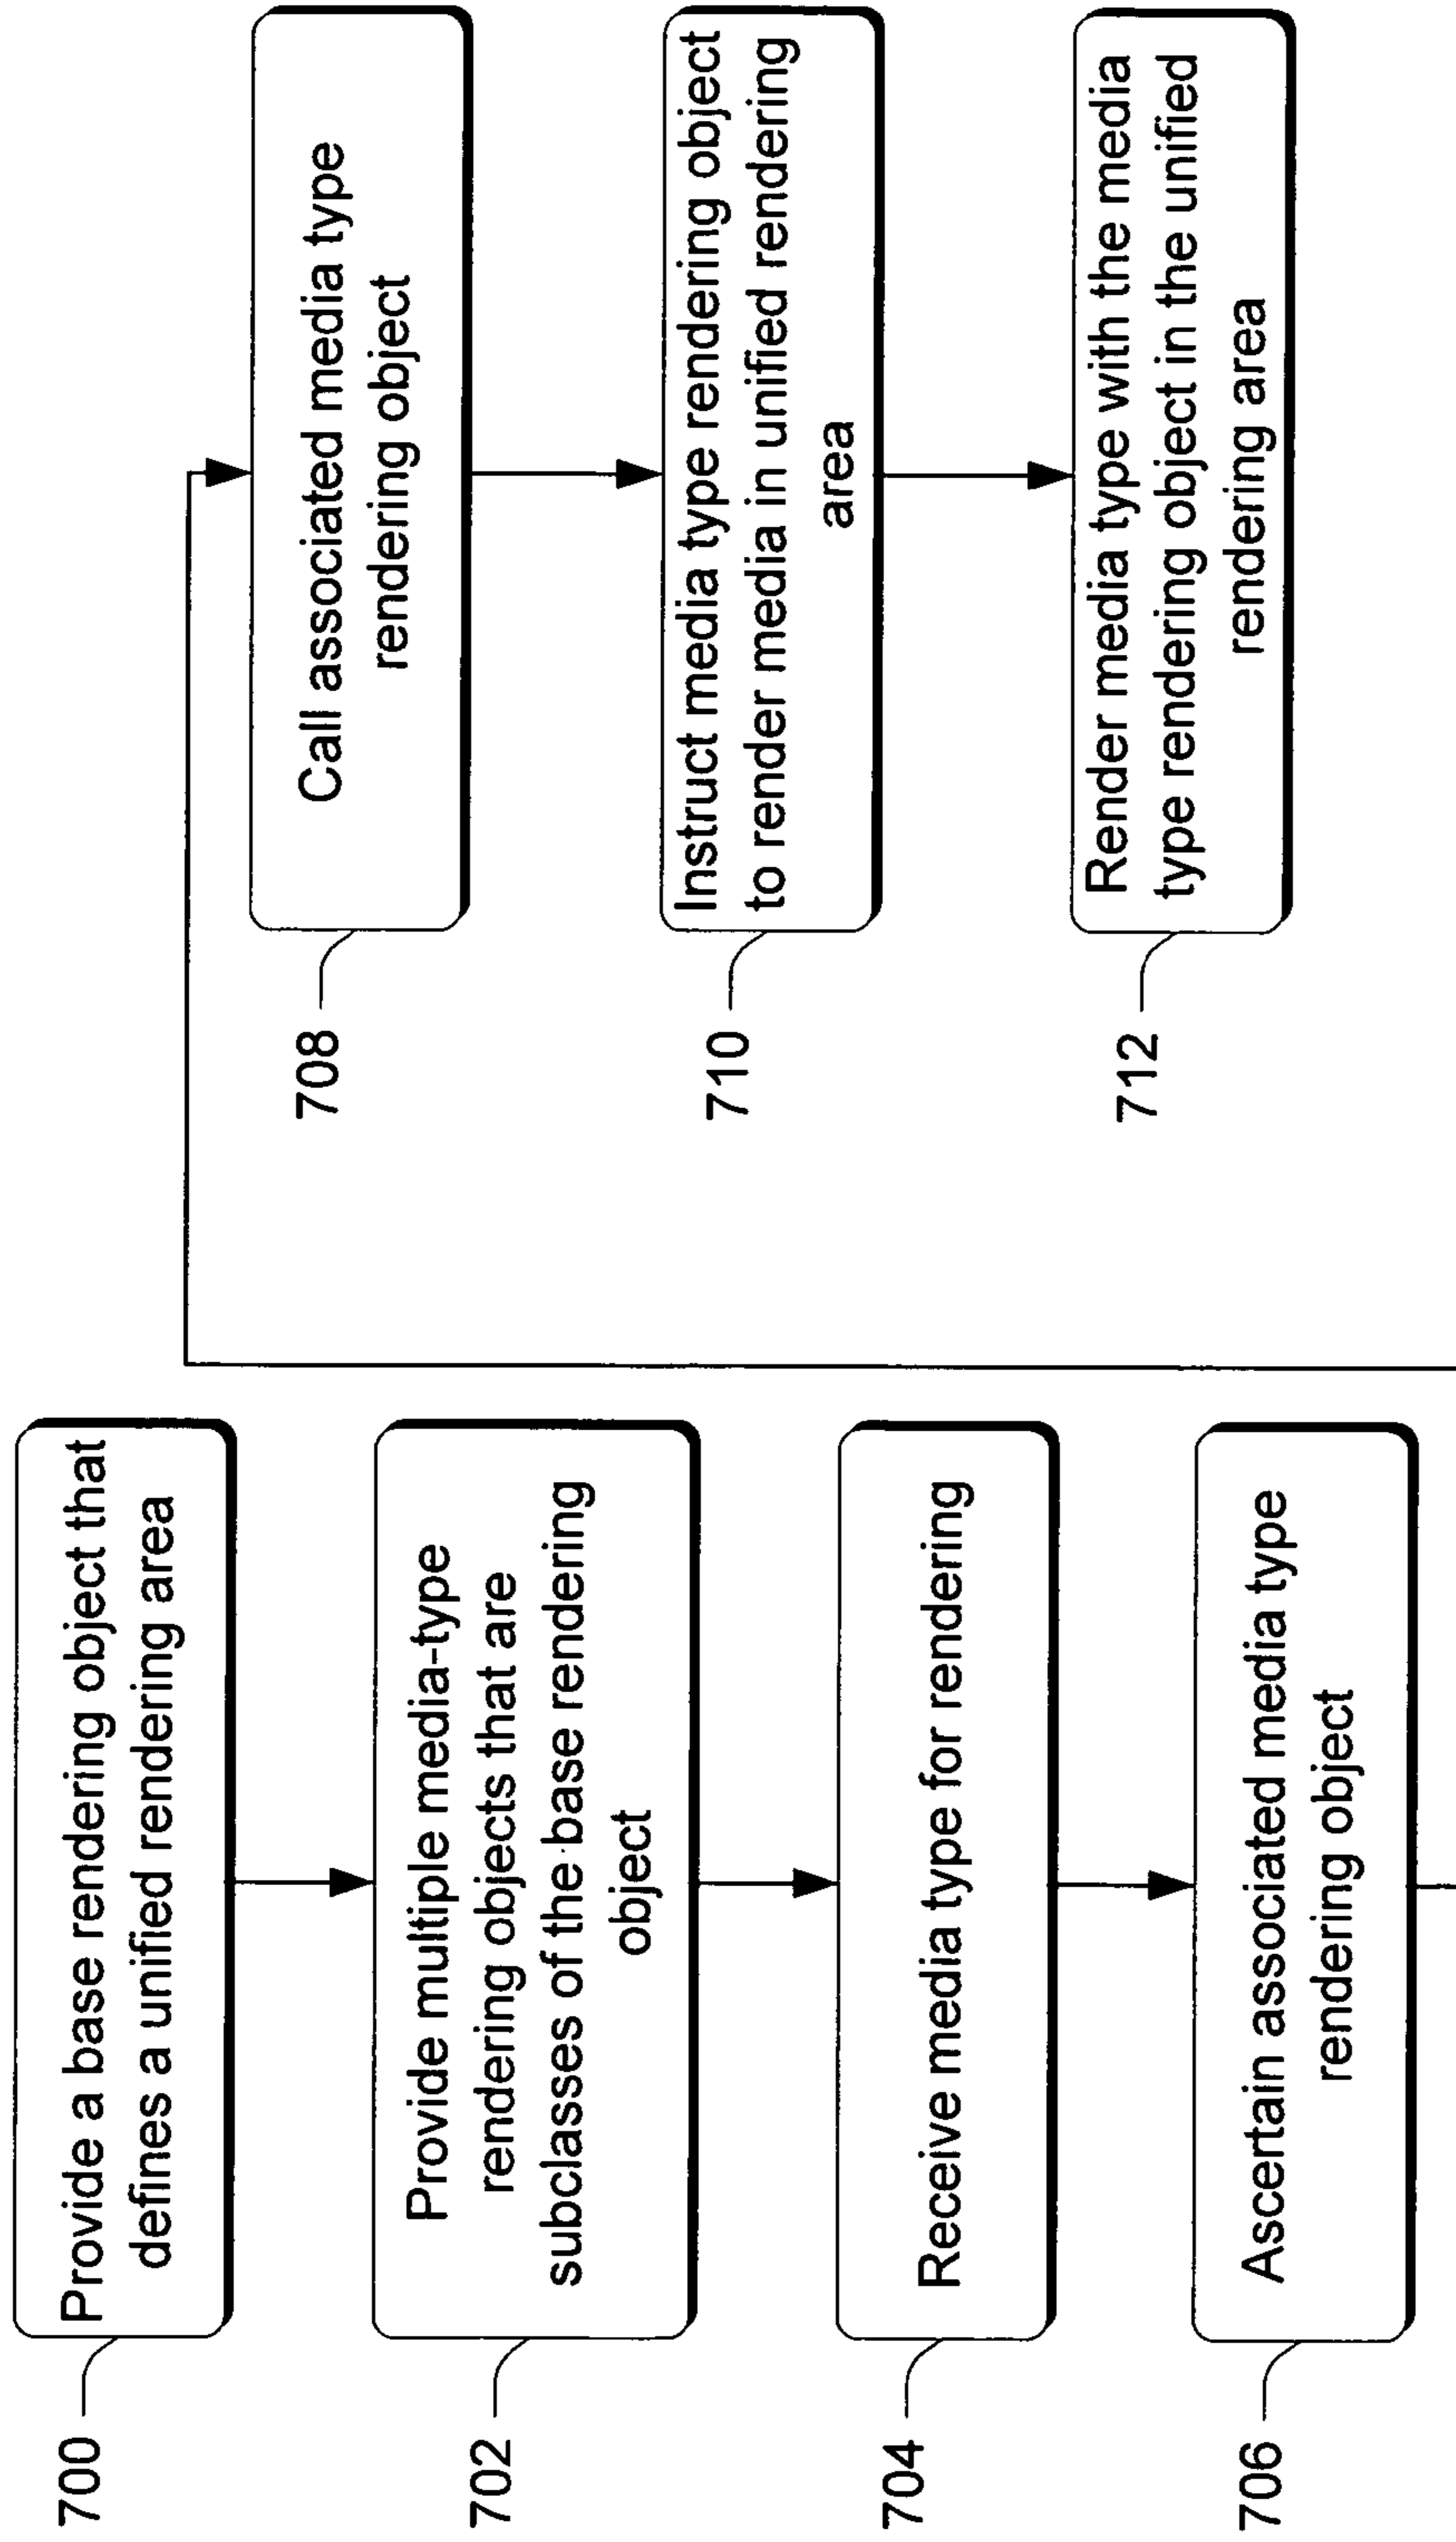 700
Provide a base rendering object that
defines a unified rendering area
702
Provide multiple media-type
rendering objects that are
subclasses of the base rendering
object
704
Receive media type for rendering
706
Ascertain associated media type
rendering object
708
Call associated media type
rendering object
710
Instruct media type rendering object
to render media in unified rendering
area
712
Render media type with the media
type rendering object in the unified
rendering area